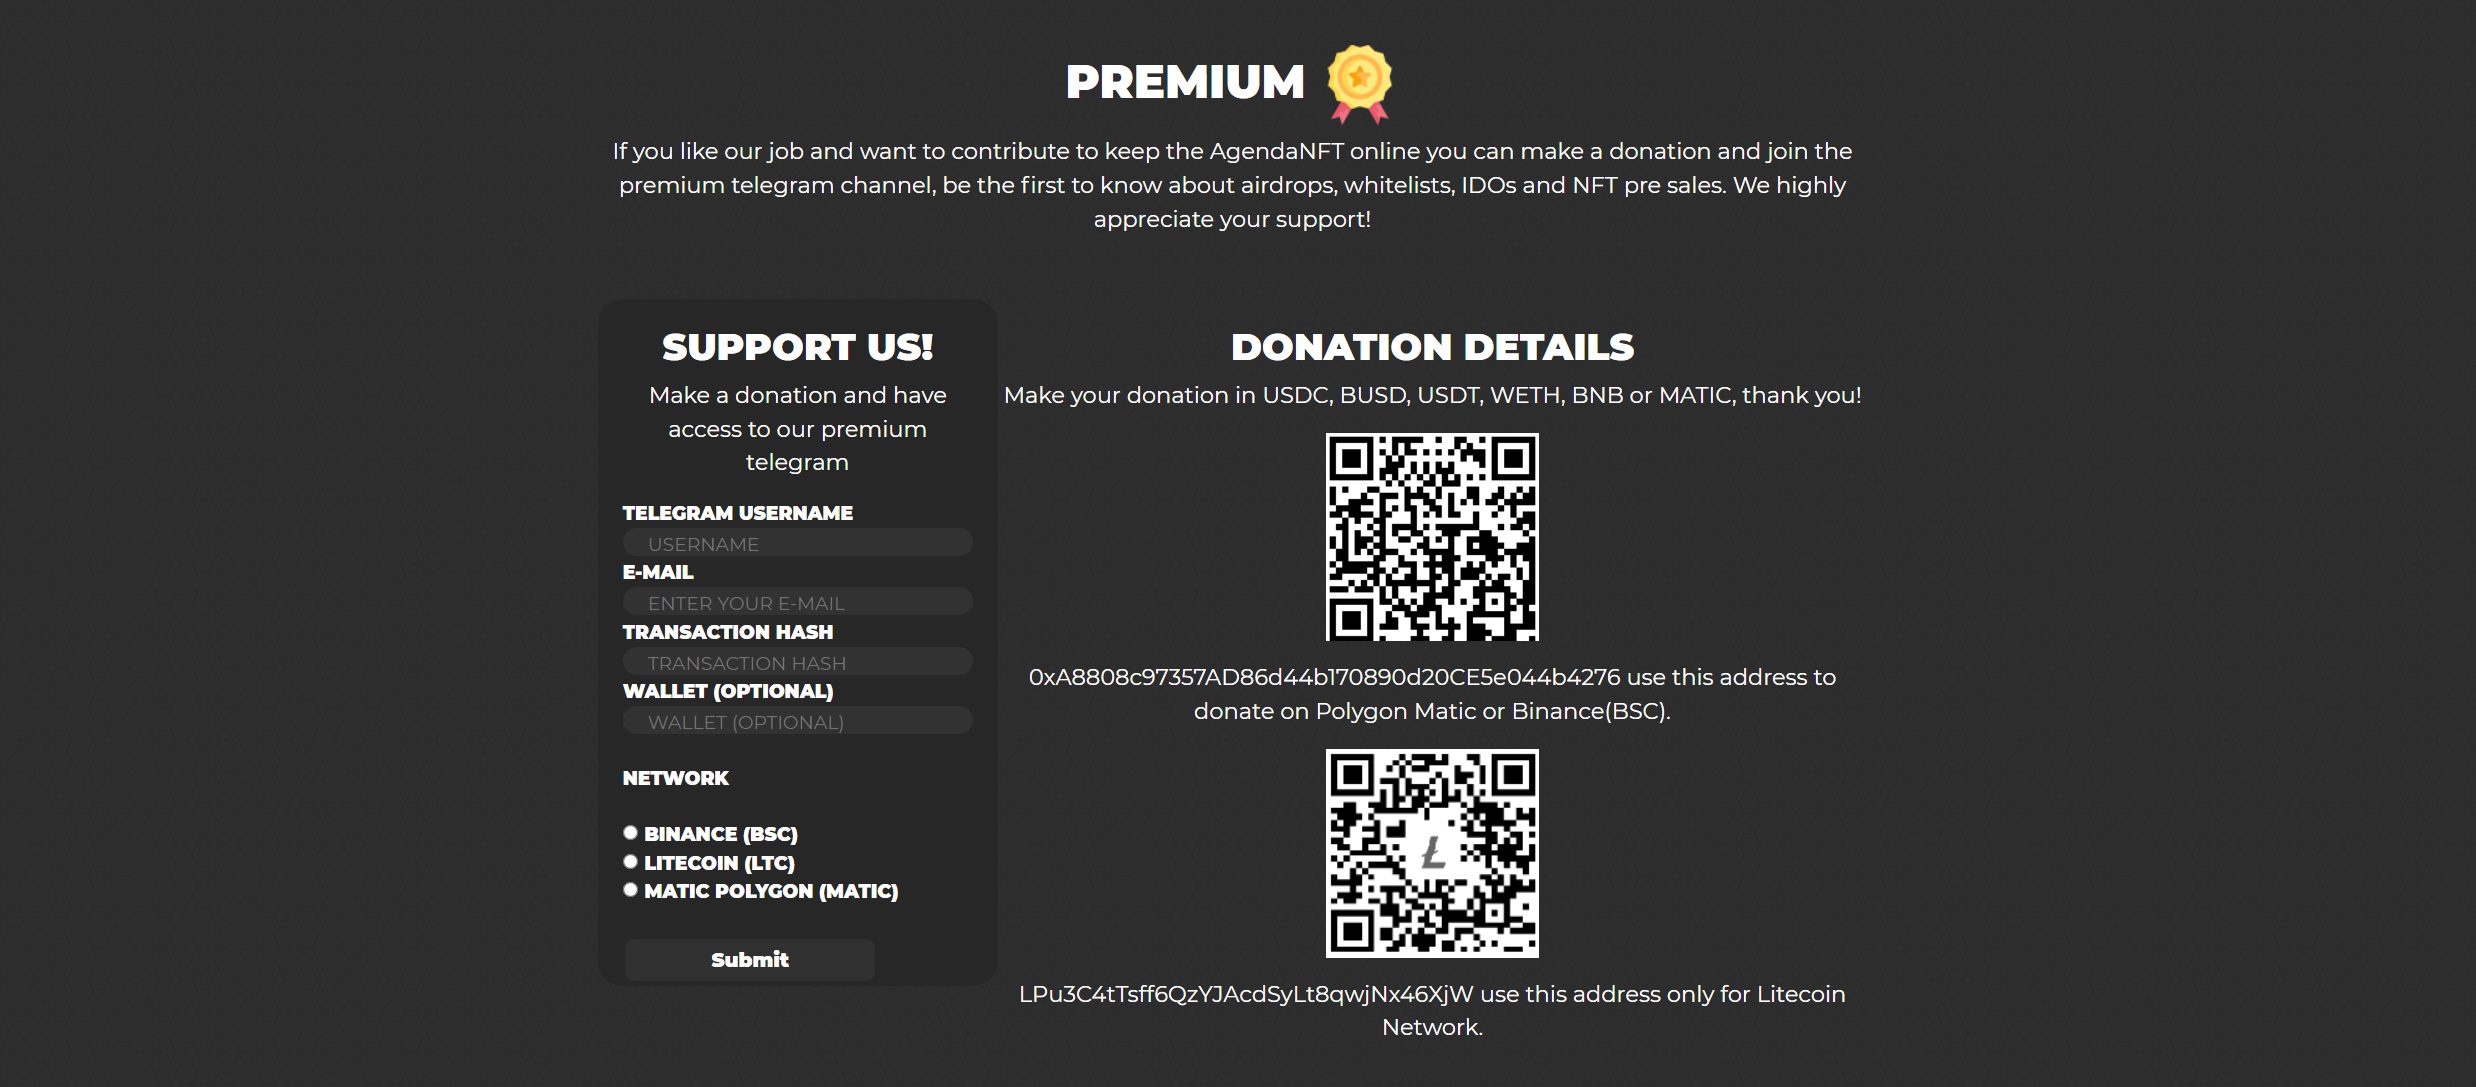 PREMIUM
If you like our job and want to contribute to keep the AgendaNFT online you can make a donation and join the
premium telegram channel, be the first to know about airdrops, whitelists, IDOs and NFT pre sales. We highly
appreciate your support!
SUPPORT US!
Make a donation and have
access to our premium
telegram
TELEGRAM USERNAME
USERNAME
E-MAIL
ENTER YOUR E-MAIL
TRANSACTION HASH
TRANSACTION HASH
WALLET (OPTIONAL)
WALLET (OPTIONAL)
NETWORK
BINANCE (BSC)
LITECOIN (LTC)
MATIC POLYGON (MATIC)
Submit
DONATION DETAILS
Make your donation in USDC, BUSD, USDT, WETH, BNB or MATIC, thank you!
0xA8808c97357AD86d44b170890d20CE5e044b4276 use this address to
donate on Polygon Matic or Binance(BSC).
LPu3C4tTsff6QzYJAcdSyLt8qwjNx46XjW use this address only for Litecoin
Network.